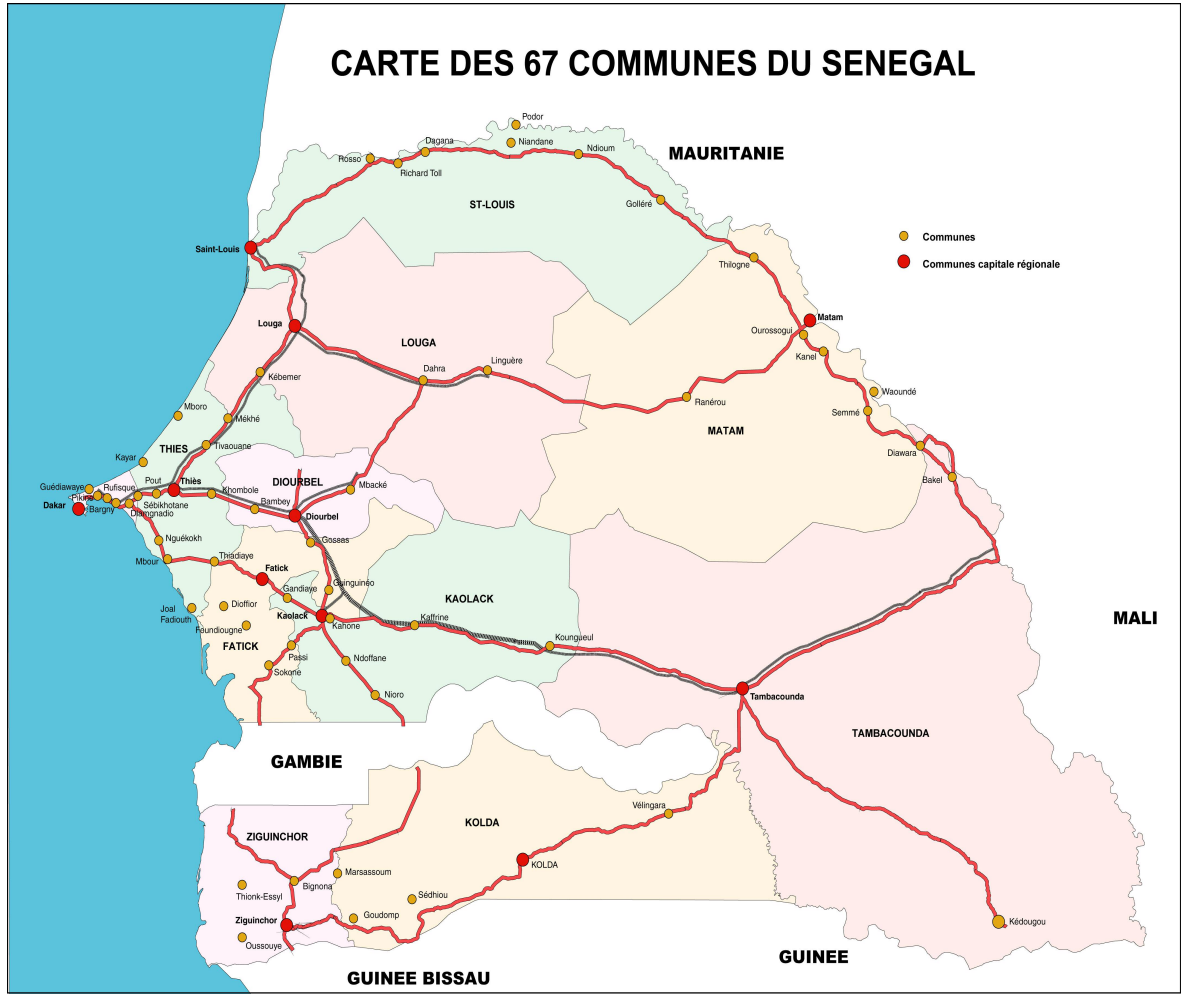 CARTE DES 67 COMMUNES DU SENEGAL
Podor
Niandane
Dagana
Ndioum
MAURITANIE
Rosso
Richard Toll
ST-LOUIS
Golléré
Communes
Saint-Louis
Thilogne
Communes capitale régionale
Matam
Louga
Ourossogui
LOUGA
Kanel
Linguère
Dahra
Kébemer
Waoundé
Ranérou
Mboro
Semmé
Mékhé
MATAM
Tivaouane
THIES
Diawara
Kayar
Bakel
Pout
Thiès
DIOURBEL
Guédiawaye
Rufisque
Khombole
Mbacké
Pikine
Bambey
Dakar
Bargny
Sébikhotane
Diamgnadio
Diourbel
Nguékokh
Gossas
Mbour
Thiadiaye
Fatick
Guinguinéo
Gandiaye
KAOLACK
Joal
Fadiouth
Dioffior
Kaolack
Kaffrine
MALI
Foundiougne
Kahone
Koungueul
FATICK
Passi
Ndoffane
Sokone
Nioro
Tambacounda
TAMBACOUNDA
GAMBIE
Vélingara
KOLDA
ZIGUINCHOR
KOLDA
Marsassoum
Bignona
Thionk-Essyl
Sédhiou
Goudomp
Ziguinchor
Kédougou
Oussouye
GUINEE
GUINEE BISSAU